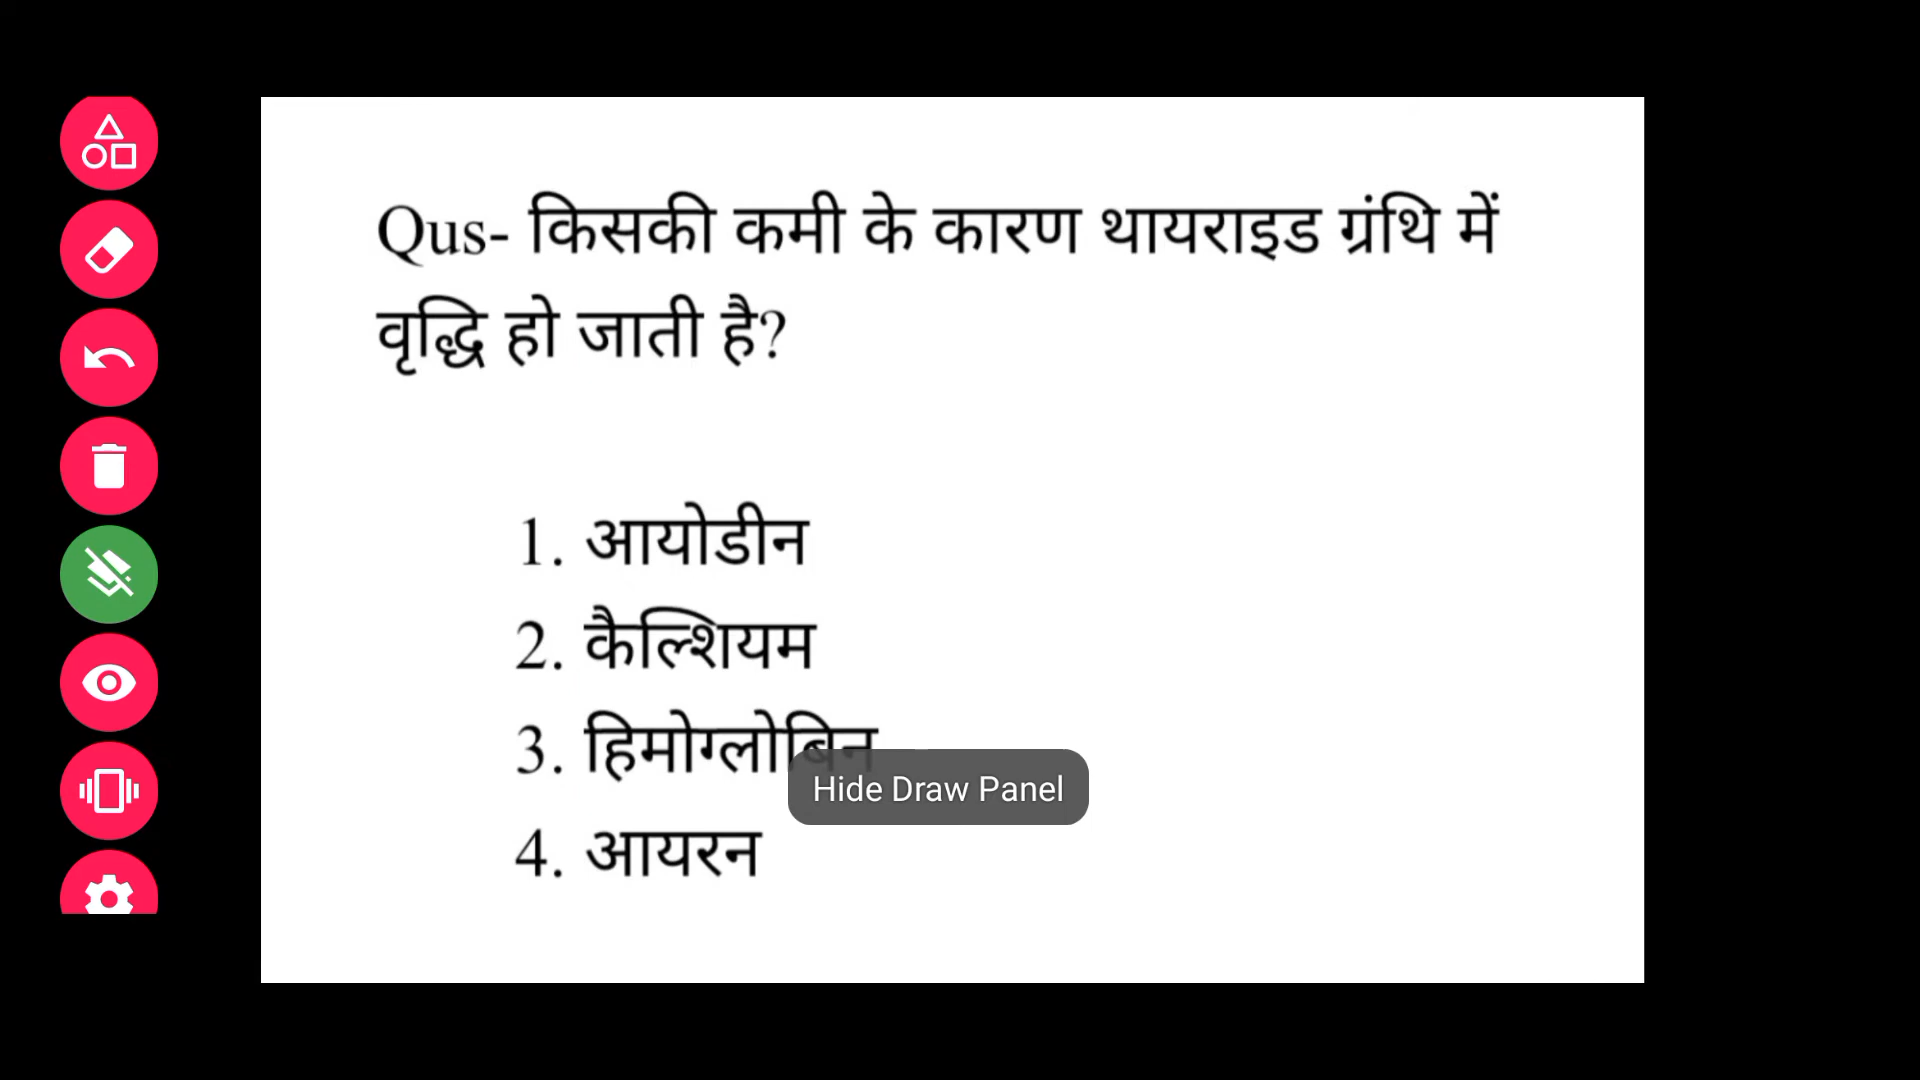 Qus- किसकी कमी के कारण थायराइड ग्रंथि में
वृद्धि हो जाती है?
1. आयोडीन
2. कैल्शियम
3. हिमोग्लोबिन
Hide Draw Panel
4. आयरन